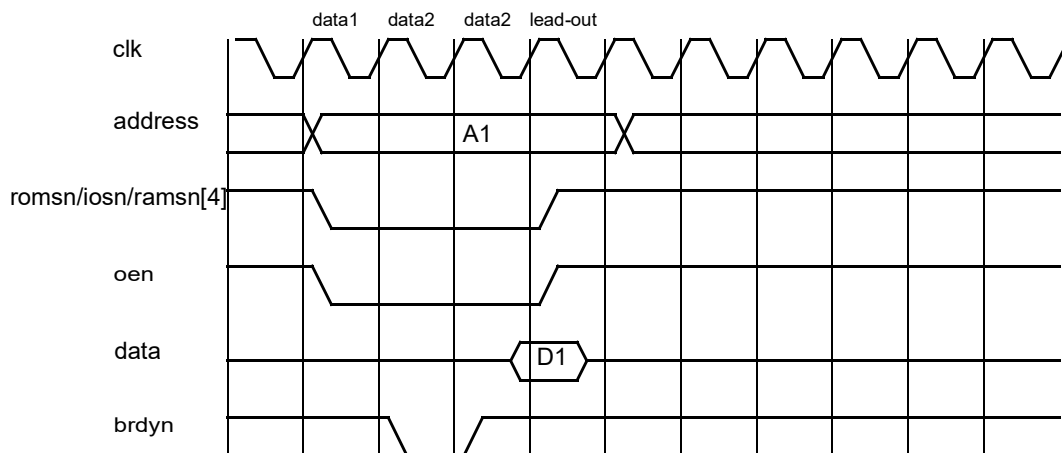 data1 data2 data2 lead-out
clk
address
A1
romsn/iosn/ramsn[4]
oen
data
D1
brdyn